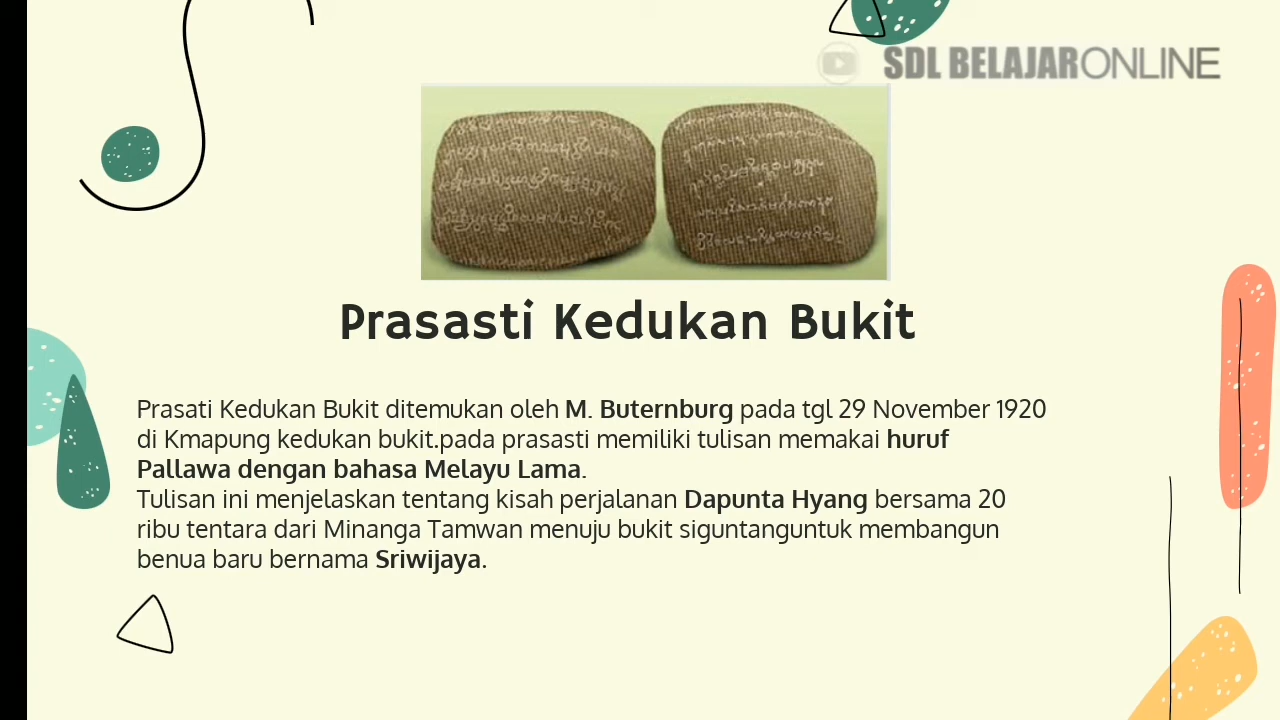 SDL BELAJARONLINE
Prasasti Kedukan Bukit
Prasati Kedukan Bukit ditemukan oleh M. Buternburg pada tgl 29 November 1920
di Kmapung kedukan bukit.pada prasasti memiliki tulisan memakai huruf
Pallawa dengan bahasa Melayu Lama.
Tulisan ini menjelaskan tentang kisah perjalanan Dapunta Hyang bersama 20
ribu tentara dari Minanga Tamwan menuju bukit siguntanguntuk membangun
benua baru bernama Sriwijaya.